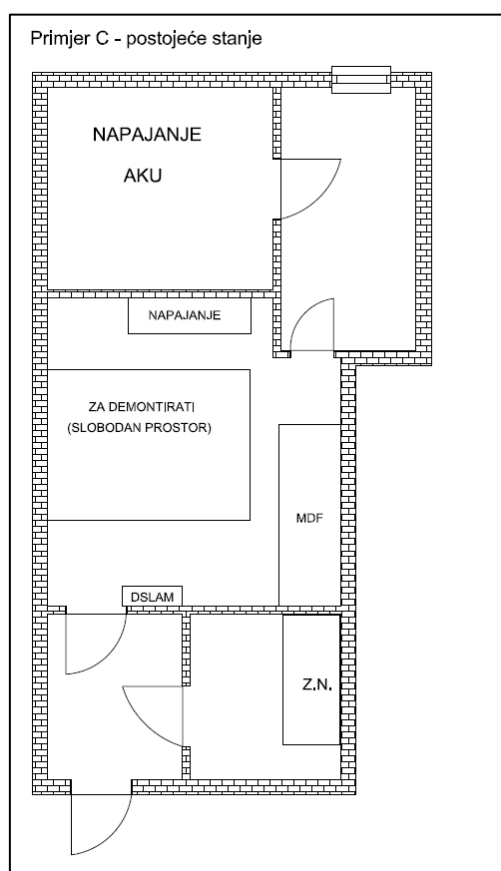 Primjer C - postojeće stanje
NAPAJANJE
AKU
NAPAJANJE
ZA DEMONTIRATI
(SLOBODAN PROSTOR)
MDF
DSLAM
Z.N.